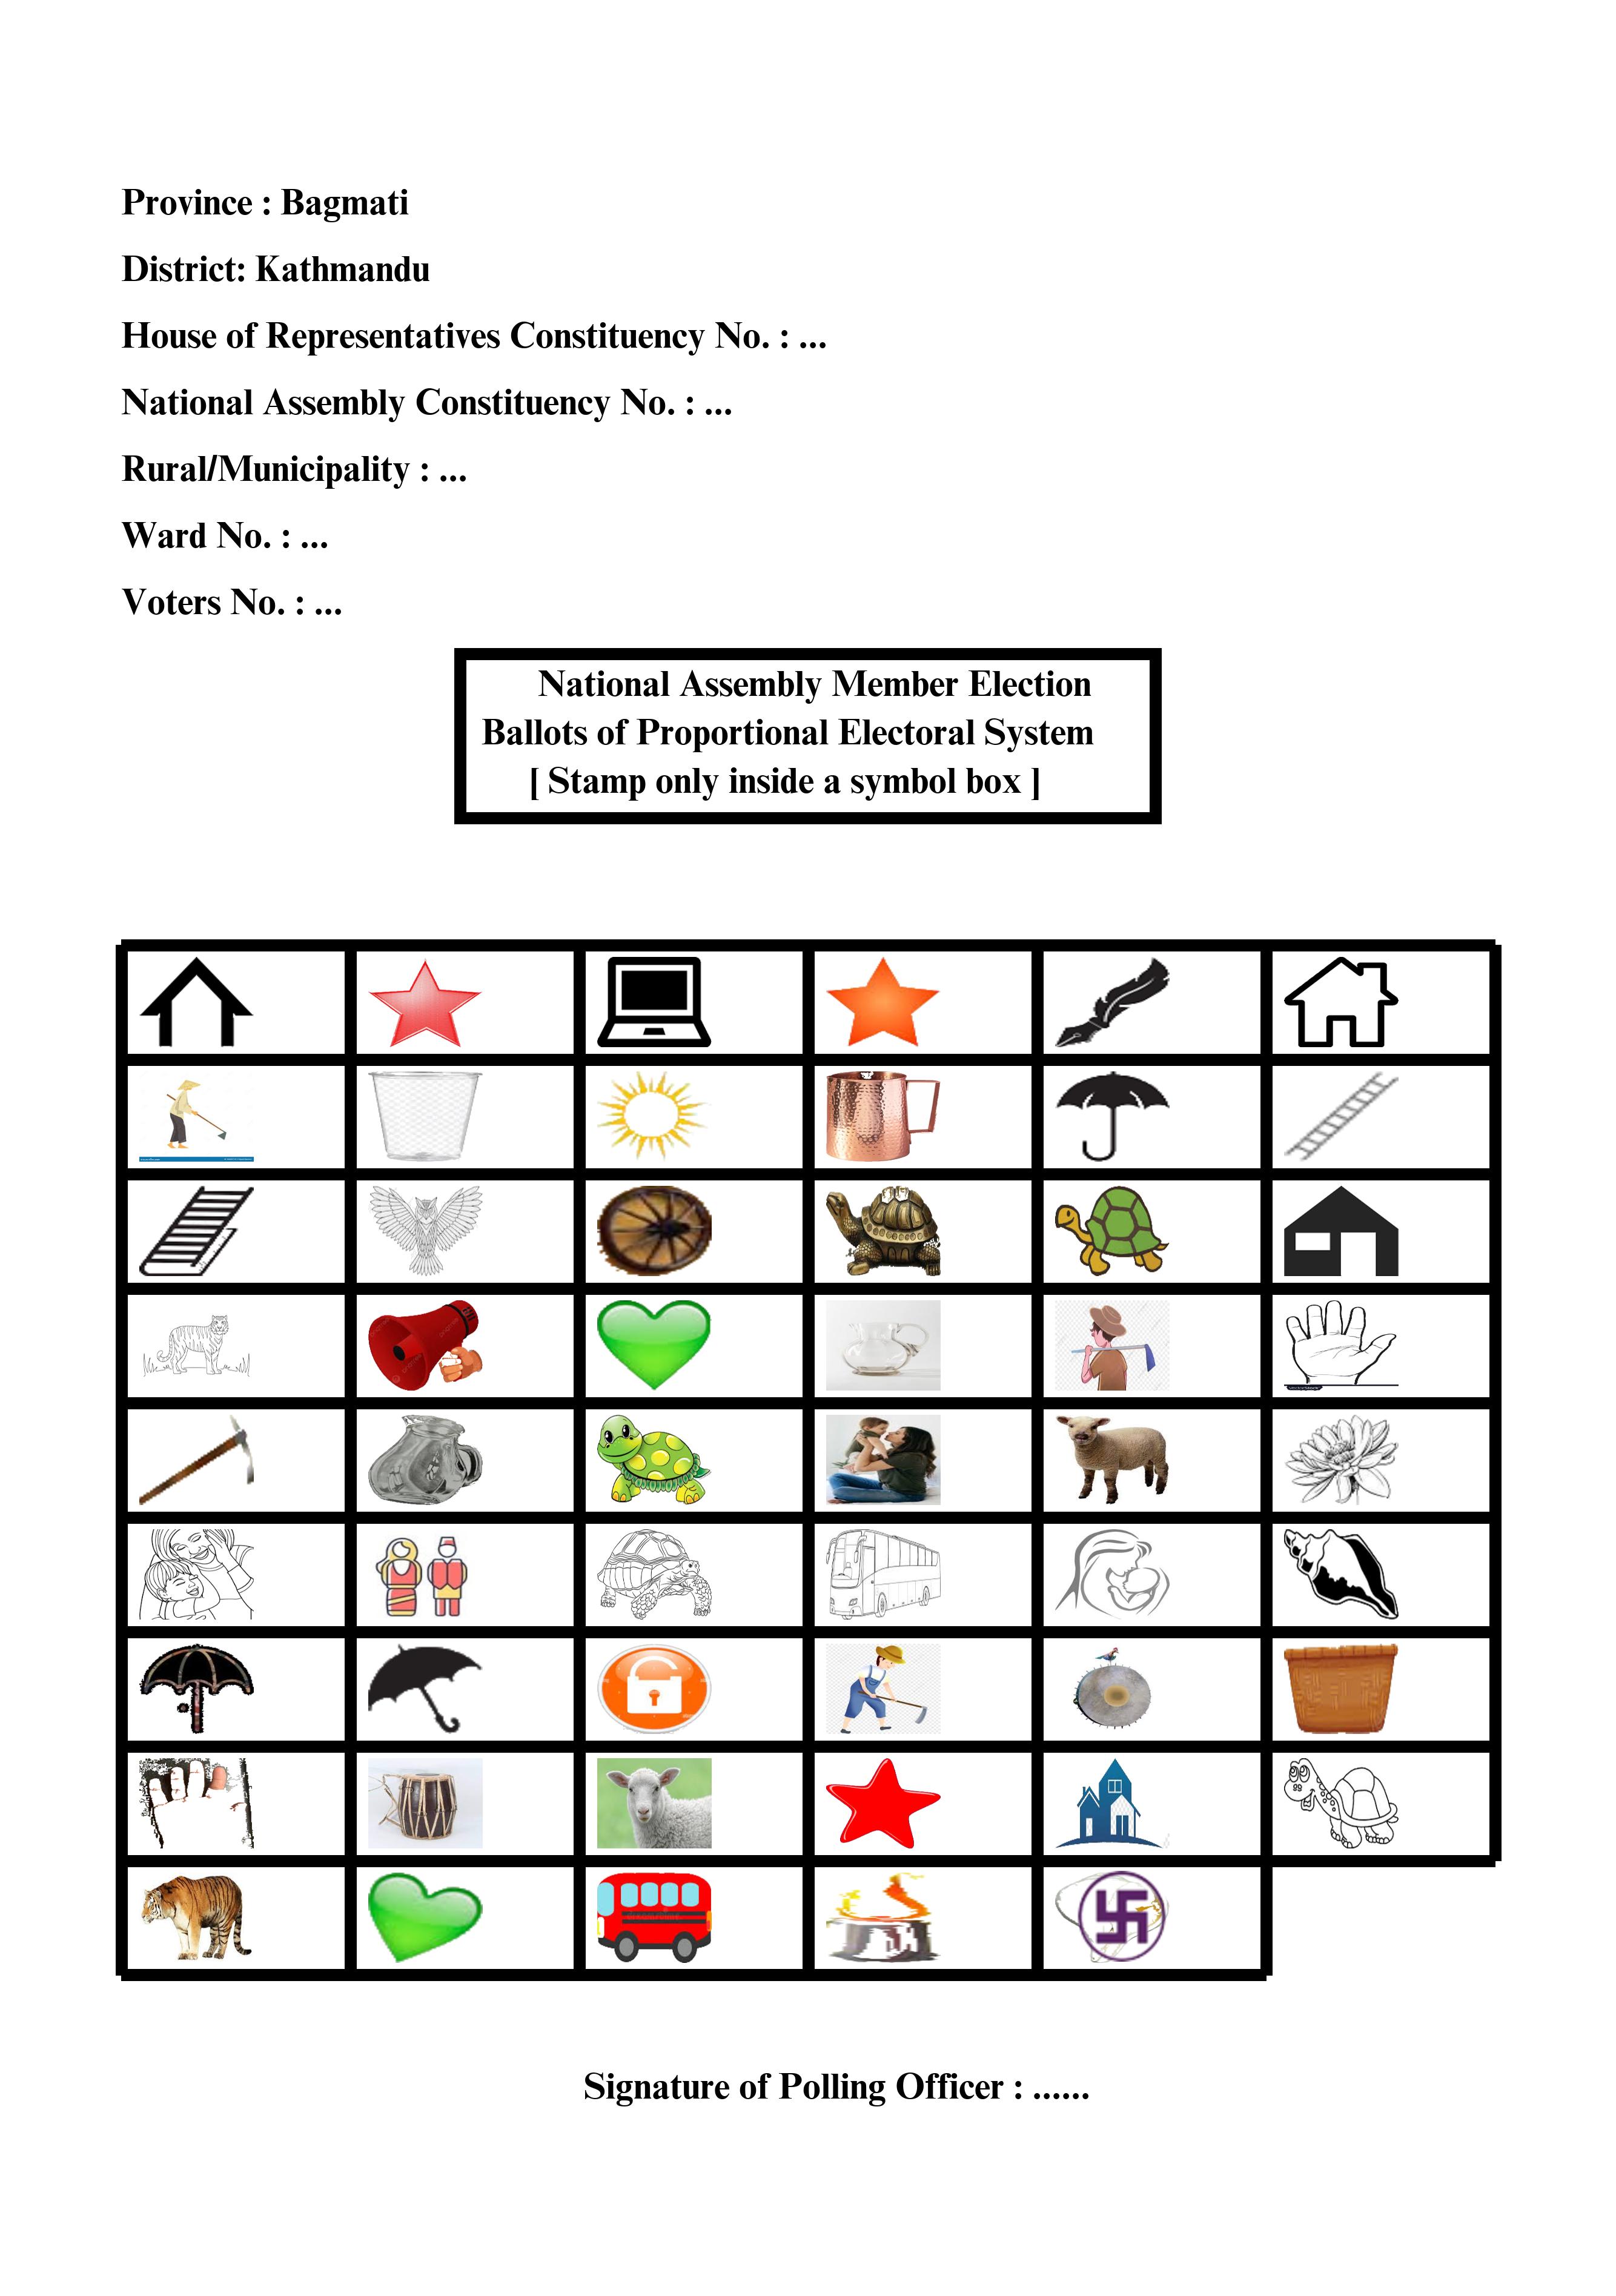 Province : Bagmati
District: Kathmandu
House of Representatives Constituency No. : ...
National Assembly Constituency No. : ...
Rural/Municipality : ...
Ward No. : ...
Voters No. : ...
National Assembly Member Election
Ballots of Proportional Electoral System
[ Stamp only inside a symbol box ]
Signature of Polling Officer : ......